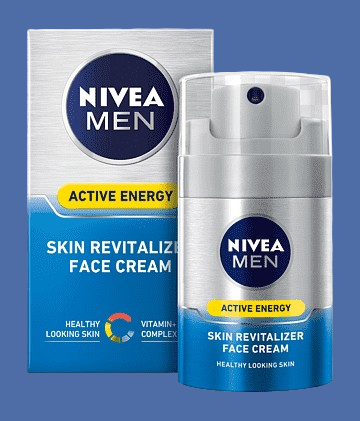 NIVEA
MEN
ACTIVE ENERGY
SKIN REVITALIZE
FACE CREAM
HEALTHY
LOOKING SKIN
VITAMIN+
COMPLEX
NIVEA
MEN
ACTIVE ENERGY
SKIN REVITALIZER
FACE CREAM
HEALTHY LOOKING SKIN